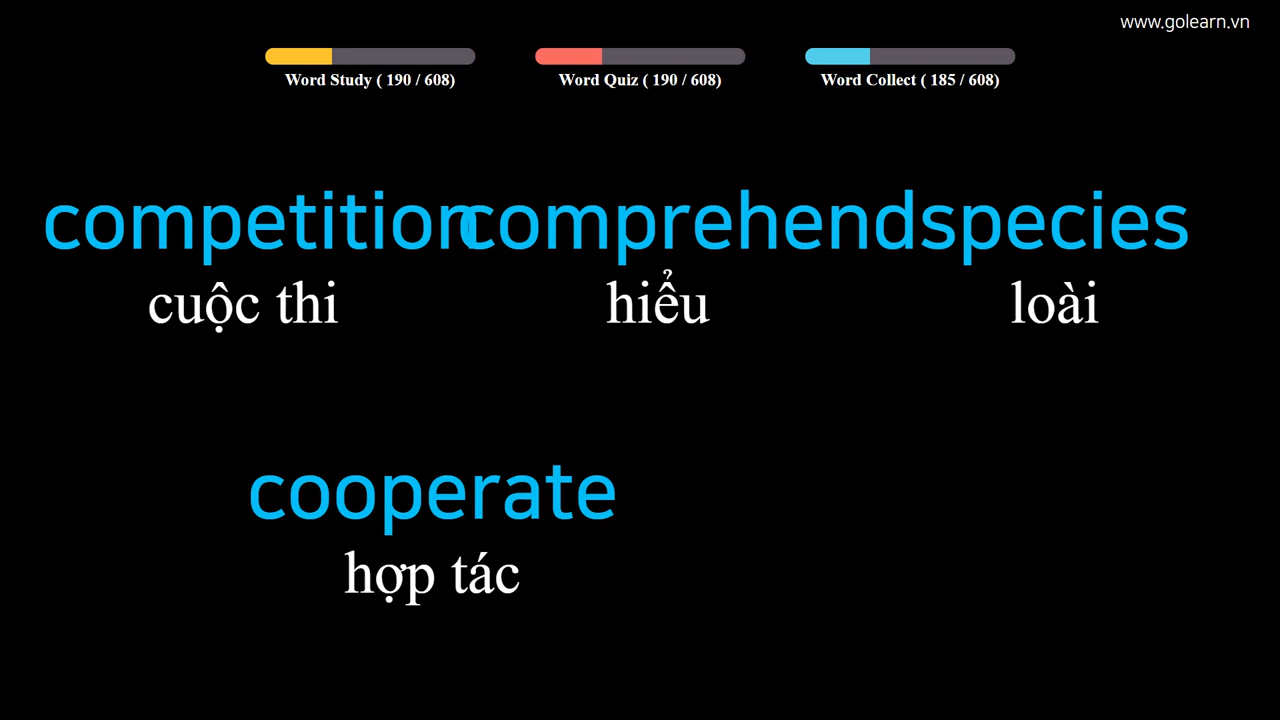 www.golearn.vn
Word Study ( 190 / 608) Word Quiz ( 190 / 608) Word Collect ( 185 / 608)
competition comprehend species
cuộc thi hiểu loài
cooperate
hợp tác